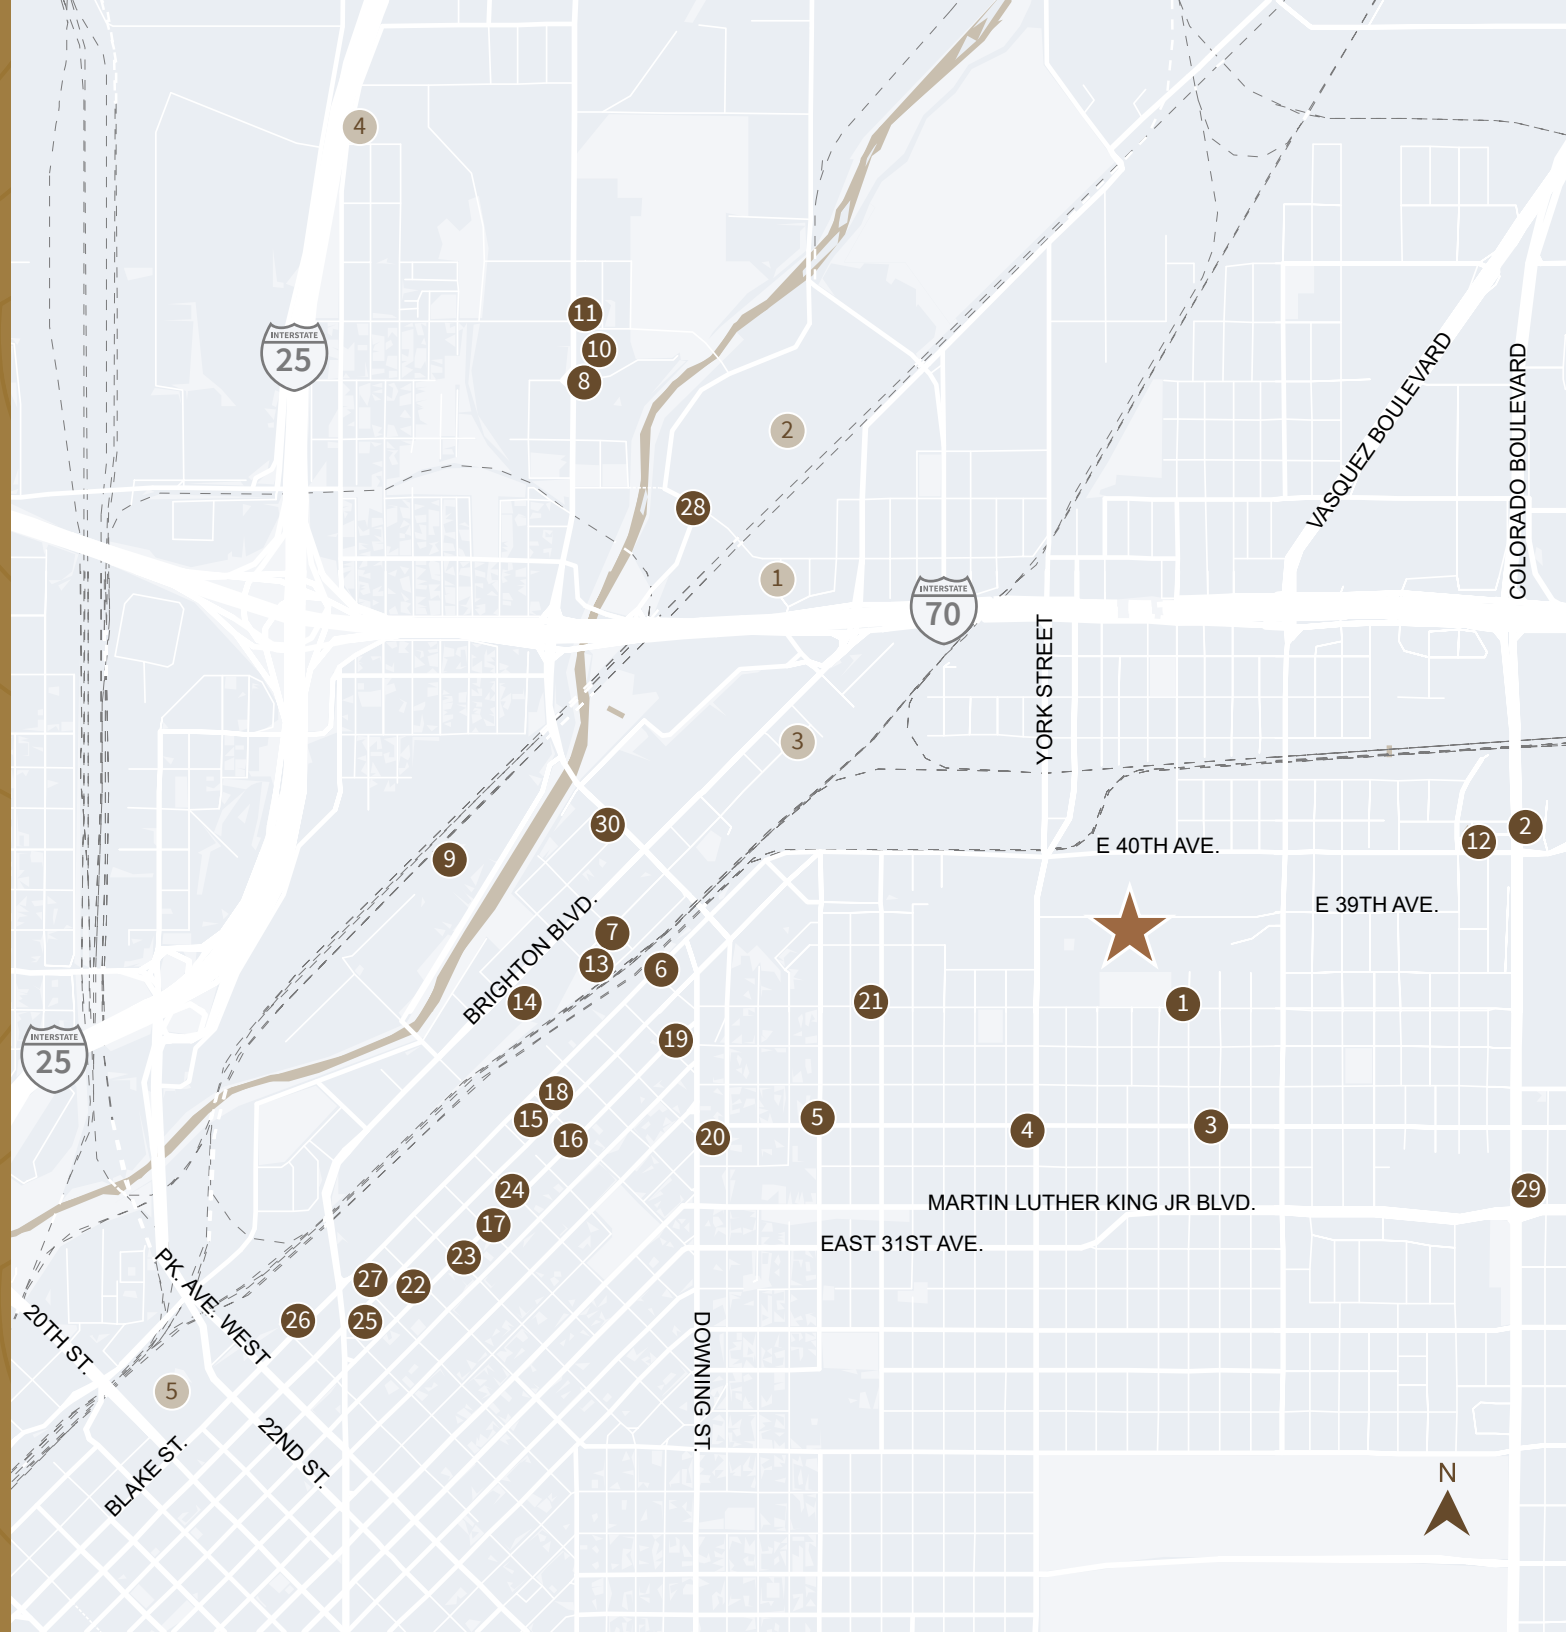 4
11
10
8
INTERSTATE
25
2
28
1
INTERSTATE
70
VASQUEZ BOULEVARD
COLORADO BOULEVARD
YORK STREET
3
30
9
E 40TH AVE.
12
2
E 39TH AVE.
BRIGHTON BLVD.
7
13
6
14
21
1
INTERSTATE
25
19
18
15
16
20
5
4
3
24
17
23
29
MARTIN LUTHER KING JR BLVD.
EAST 31ST AVE.
27
22
26
25
PK. AVE. WEST
20TH ST.
5
22ND ST.
BLAKE ST.
DOWNING ST.
N